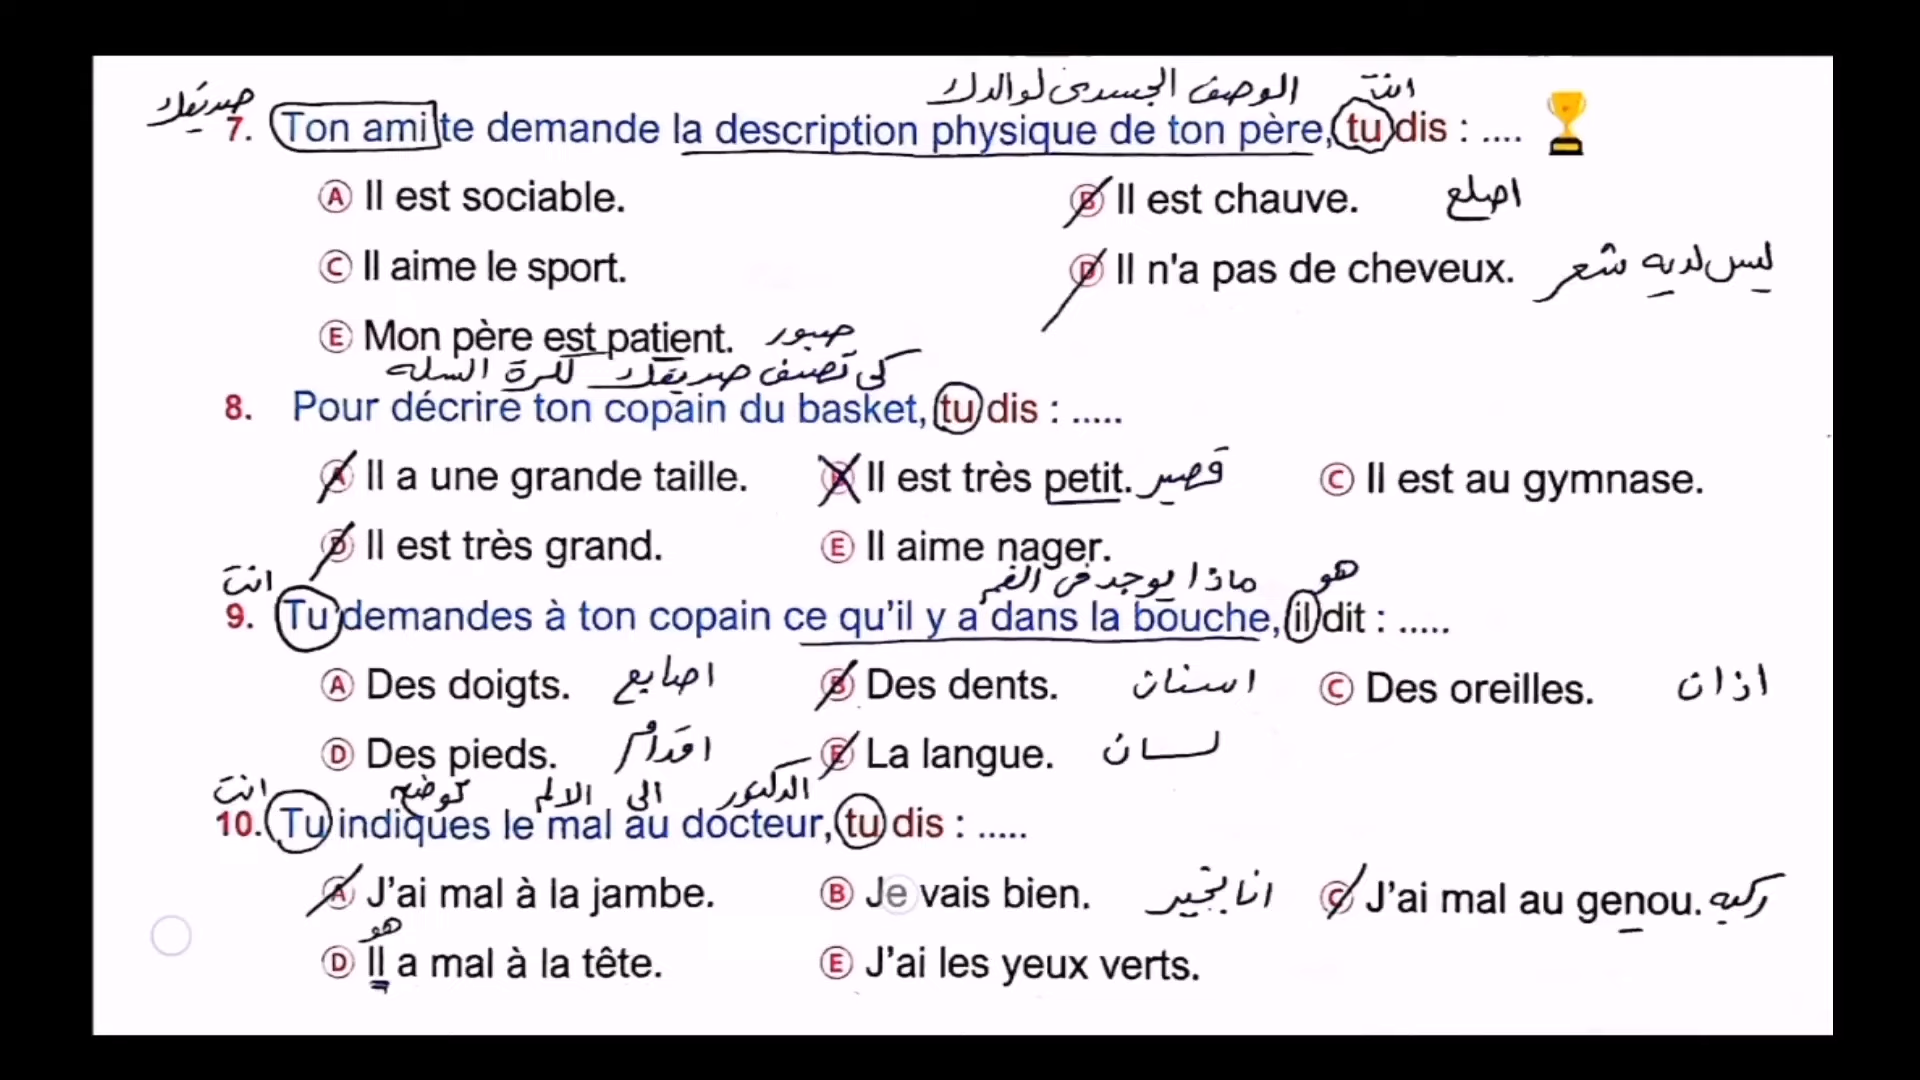 الوصف الجسدى لوالدك انت
صديقك
7. Ton ami te demande la description physique de ton père, tu dis : ....
A Il est sociable. B Il est chauve. اصلع
C Il aime le sport. D Il n'a pas de cheveux. ليس لديه شعر
E Mon père est patient. صبور
كى تصف صديقك لكرة السله
8. Pour décrire ton copain du basket, tu dis : .....
A Il a une grande taille. B Il est très petit. قصير C Il est au gymnase.
D Il est très grand. E Il aime nager.
انت ماذا يوجد فى الفم هو
9. Tu demandes à ton copain ce qu'il y a dans la bouche, il dit : .....
A Des doigts. اصابع B Des dents. اسنان C Des oreilles. اذان
D Des pieds. اقدام E La langue. لسان
انت توضح الالم الى الدكتور
10. Tu indiques le mal au docteur, tu dis : .....
A J'ai mal à la jambe. B Je vais bien. انا بخير C J'ai mal au genou. ركبه
هو
D Il a mal à la tête. E J'ai les yeux verts.